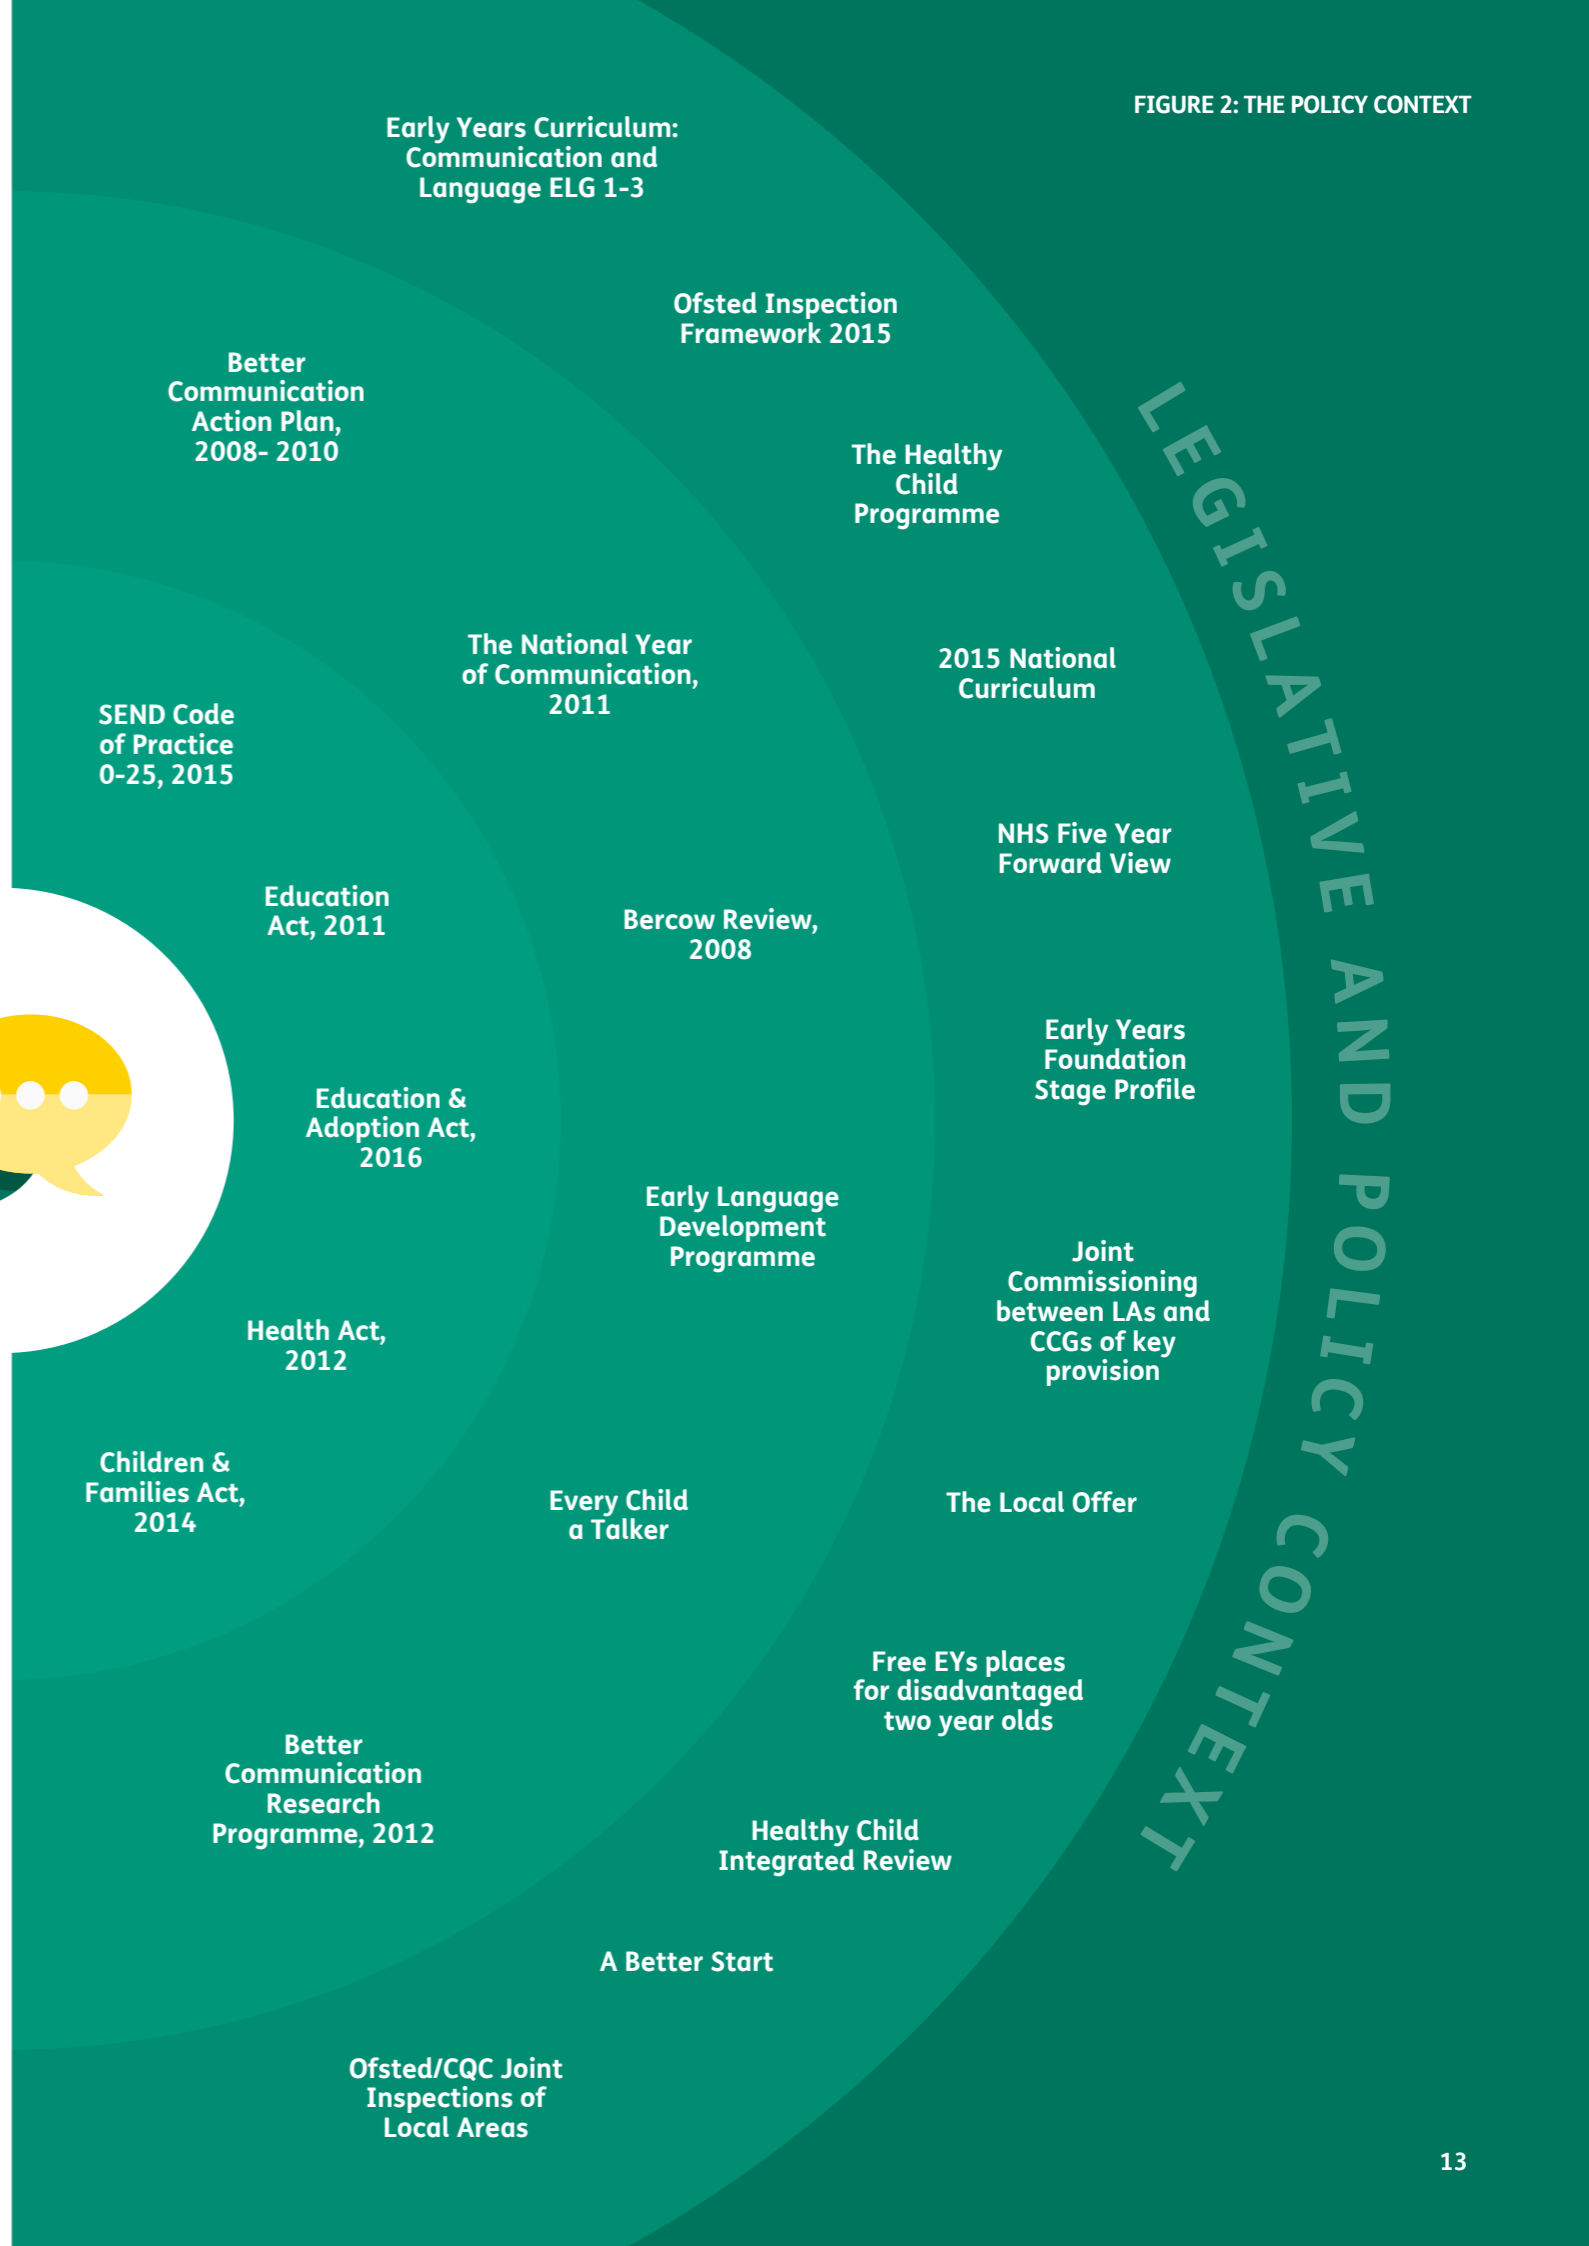 FIGURE 2: THE POLICY CONTEXT
Early Years Curriculum:
Communication and
Language ELG 1-3
Ofsted Inspection
Framework 2015
Better
Communication
Action Plan,
2008- 2010
The Healthy
Child
Programme
The National Year
of Communication,
2011
2015 National
Curriculum
SEND Code
of Practice
0-25, 2015
NHS Five Year
Forward View
Education
Act, 2011
Bercow Review,
2008
Early Years
Foundation
Stage Profile
Education &
Adoption Act,
2016
Early Language
Development
Programme
Joint
Commissioning
between LAs and
CCGs of key
provision
Health Act,
2012
Children &
Families Act,
2014
Every Child
a Talker
The Local Offer
Free EYs places
for disadvantaged
two year olds
Better
Communication
Research
Programme, 2012
Healthy Child
Integrated Review
A Better Start
Ofsted/CQC Joint
Inspections of
Local Areas
LEGISLATIVE AND POLICY CONTEXT
13